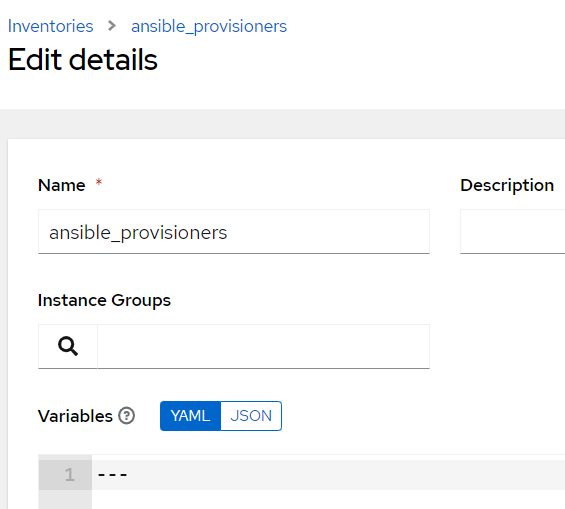 Inventories > ansible_provisioners
Edit details
Name *
Description
ansible_provisioners
Instance Groups
Variables ? YAML JSON
1 ---